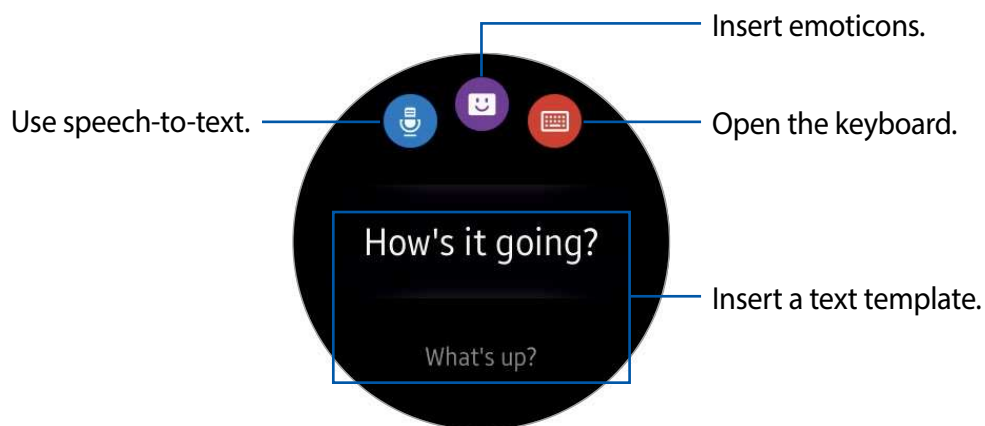 Insert emoticons.
Use speech-to-text.
Open the keyboard.
How's it going?
Insert a text template.
What's up?